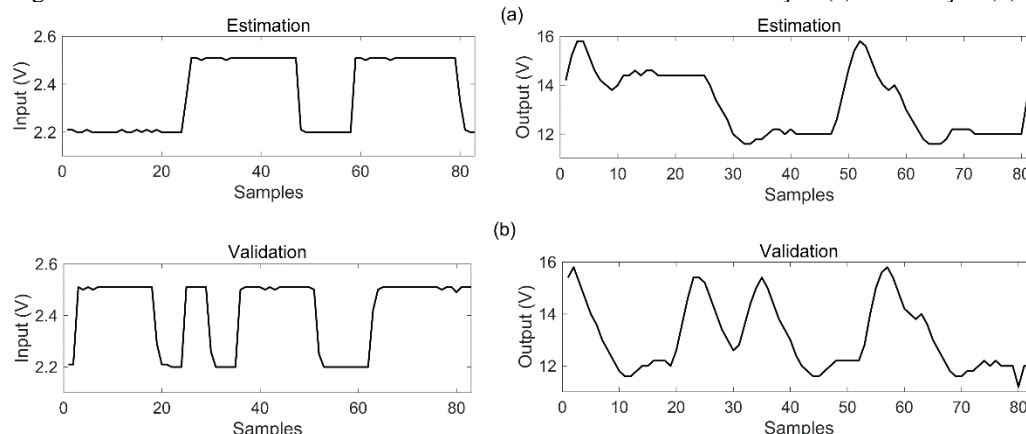 (a)
Estimation
Estimation
2.6
2.4
2.2
Input (V)
0 20 40 60 80
Samples
16
14
12
Output (V)
0 10 20 30 40 50 60 70 80
Samples
(b)
Validation
Validation
2.6
2.4
2.2
Input (V)
0 20 40 60 80
Samples
16
14
12
Output (V)
0 10 20 30 40 50 60 70 80
Samples